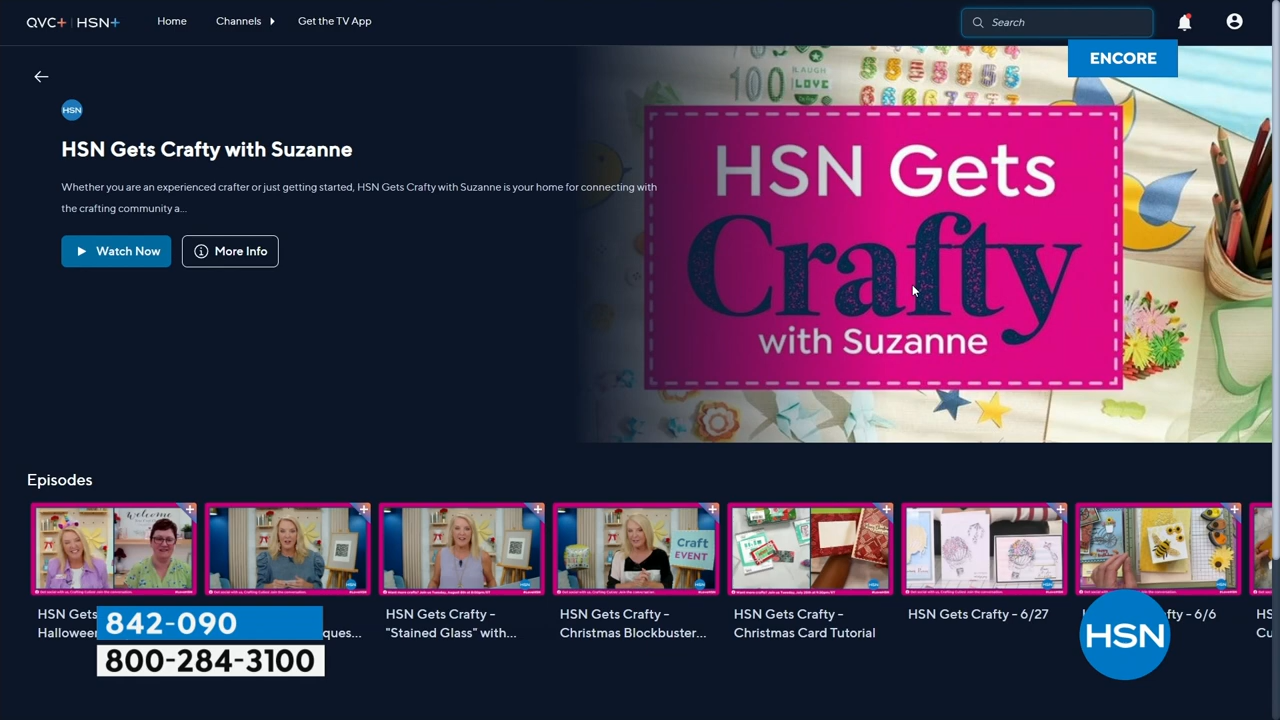 QVC+ | HSN+
Home
Channels
Get the TV App
Search
ENCORE
HSN
HSN Gets Crafty with Suzanne
Whether you are an experienced crafter or just getting started, HSN Gets Crafty with Suzanne is your home for connecting with
the crafting community a...
Watch Now
More Info
100
LAUGH
LOVE
HSN Gets
Crafty
with Suzanne
Episodes
Welcome
Craft
EVENT
HSN Gets
Halloween
ques...
HSN Gets Crafty -
"Stained Glass" with...
HSN Gets Crafty -
Christmas Blockbuster...
HSN Gets Crafty -
Christmas Card Tutorial
HSN Gets Crafty - 6/27
- 6/6
842-090
800-284-3100
HSN